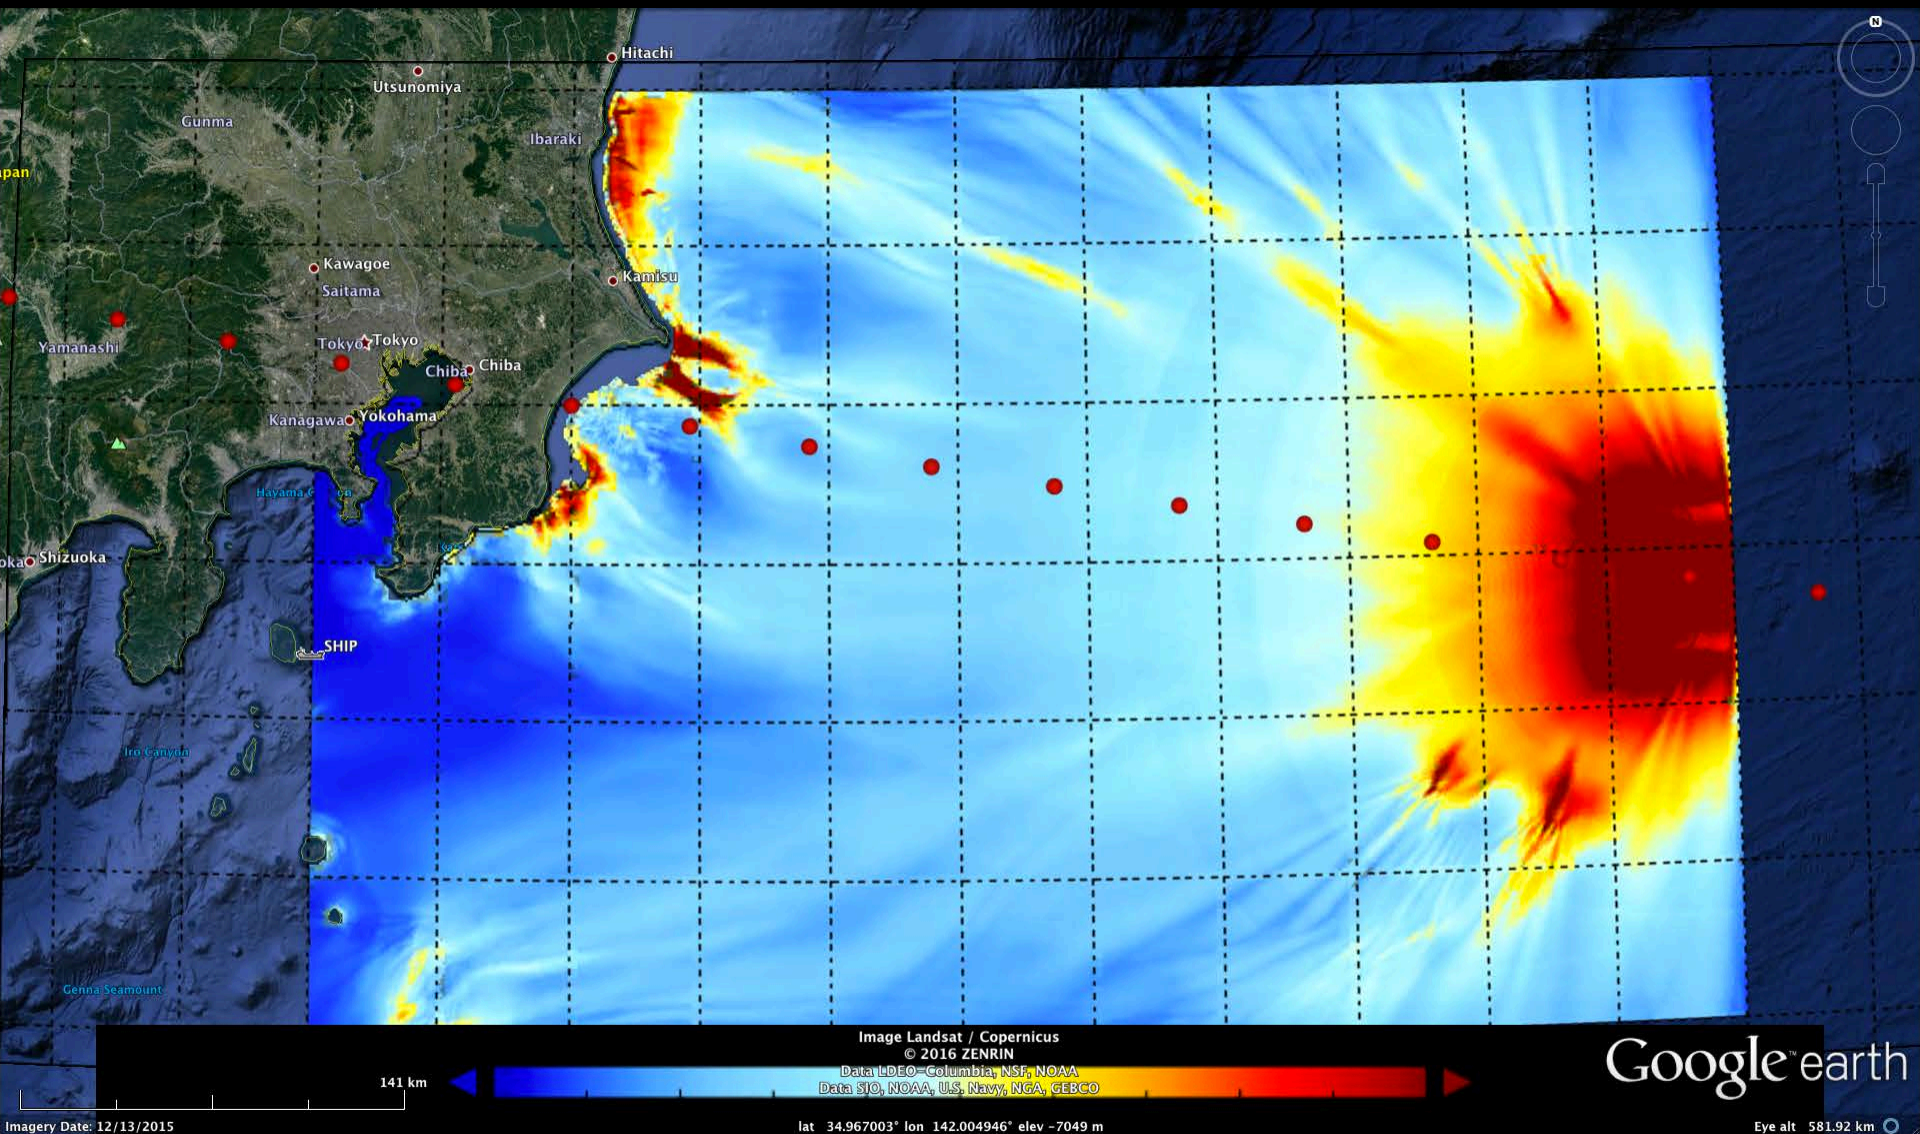 N
Hitachi
Utsunomiya
Gunma
Ibaraki
apan
Kawagoe
Kamisu
Saitama
Tokyo
Tokyo
Yamanashi
Chiba
Chiba
Kanagawa
Yokohama
Hayama
Shizuoka
oka
SHIP
Iro Canyon
Genna Seamount
Image Landsat / Copernicus
© 2016 ZENRIN
Data LDEO-Columbia, NSF, NOAA
Data SIO, NOAA, U.S. Navy, NGA, GEBCO
141 km
Google earth
Imagery Date: 12/13/2015
lat 34.967003° lon 142.004946° elev -7049 m
Eye alt 581.92 km